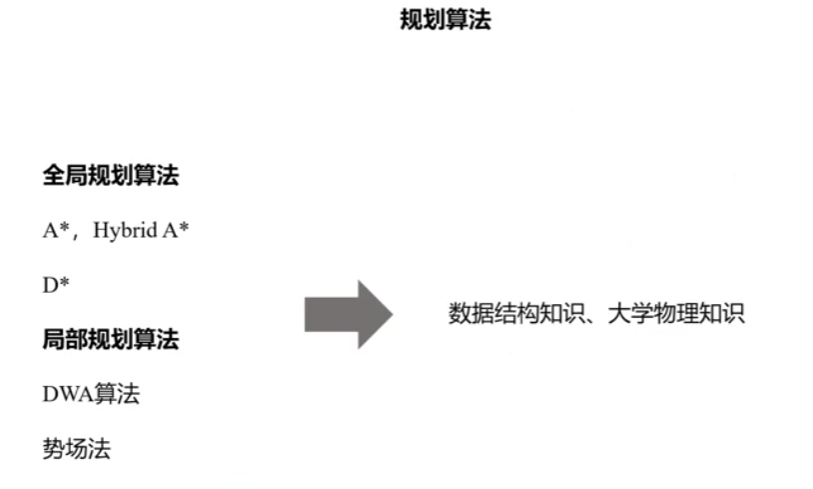 规划算法
全局规划算法
A*，Hybrid A*
D*
局部规划算法
DWA算法
势场法
数据结构知识、大学物理知识